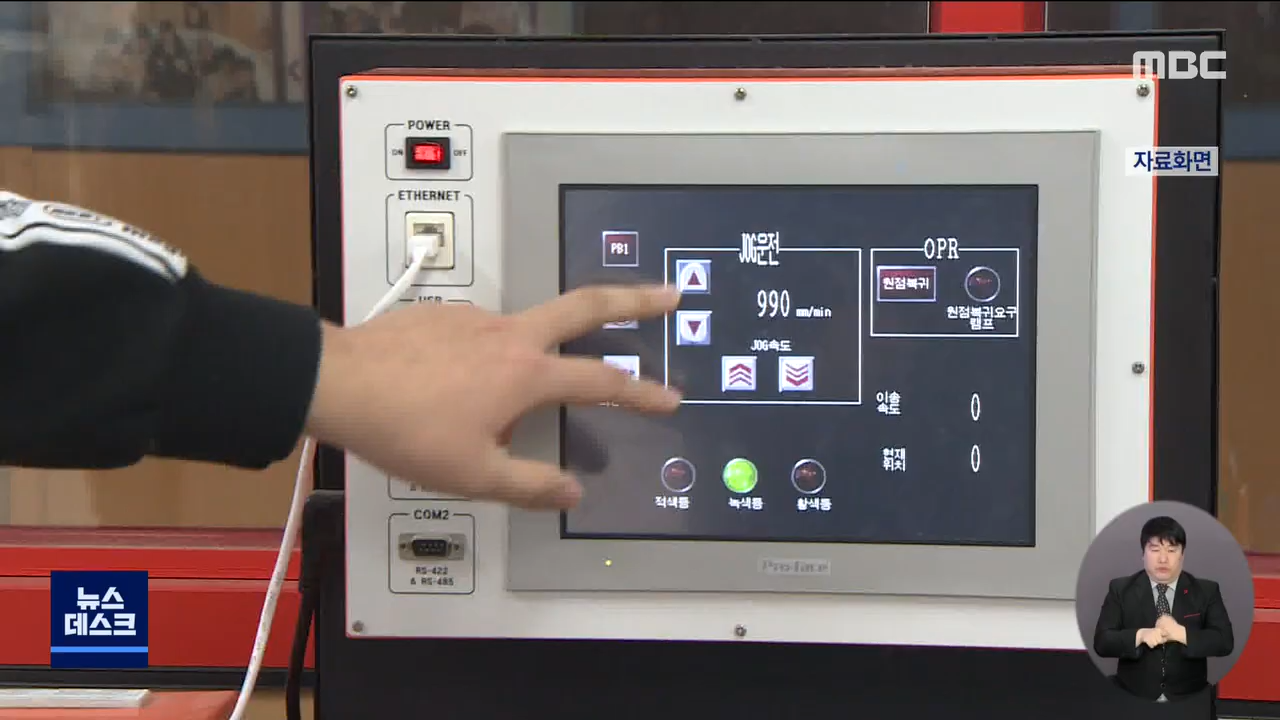 MBC
자료화면
POWER
ON
OFF
ETHERNET
USB
COM2
RS-422
& RS-485
PB1
JOG운전
990 mm/min
JOG속도
OPR
원점복귀
원점복귀요구
램프
이송
속도
0
현재
위치
0
적색등
녹색등
황색등
Pro-face
뉴스
데스크